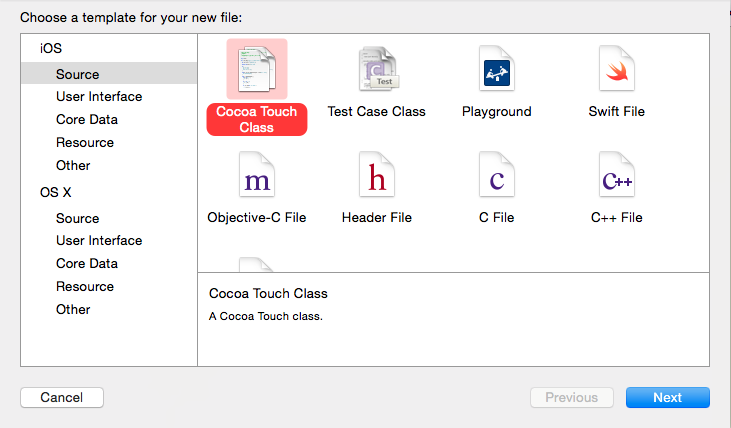 Choose a template for your new file:
iOS
Source
User Interface
Core Data
Resource
Other
OS X
Source
User Interface
Core Data
Resource
Other
Cocoa Touch
Class
Test
Test Case Class
Playground
Swift File
m
Objective-C File
h
Header File
c
C File
C++
C++ File
Cocoa Touch Class
A Cocoa Touch class.
Cancel
Previous
Next